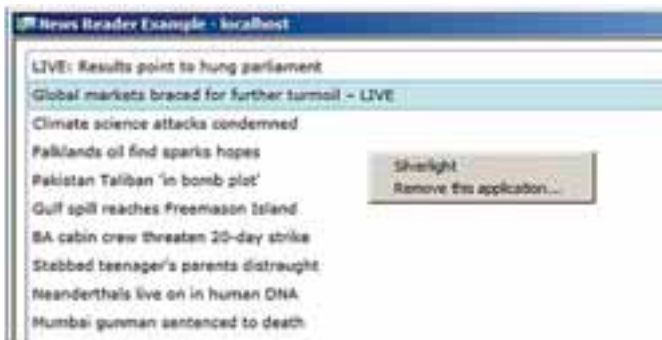 News Reader Example - localhost
LIVE: Results point to hung parliament
Global markets braced for further turmoil – LIVE
Climate science attacks condemned
Falklands oil find sparks hopes
Pakistan Taliban 'in bomb plot'
Gulf spill reaches Freemason Island
BA cabin crew threaten 20-day strike
Stabbed teenager's parents distraught
Neanderthals live on in human DNA
Mumbai gunman sentenced to death
Silverlight
Remove this application...